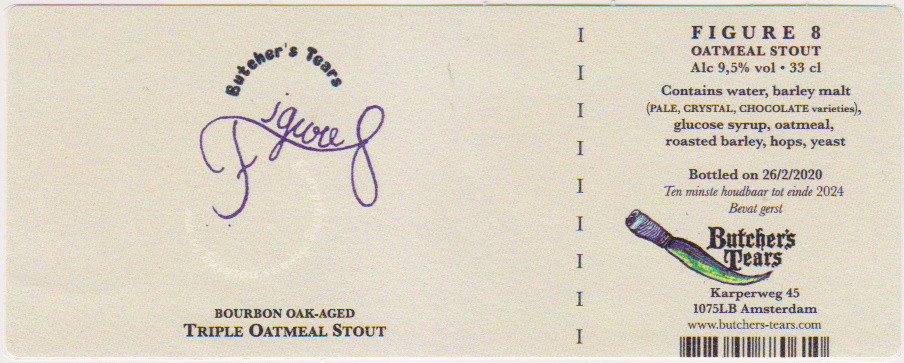 Butcher's Tears
Figure 8
BOURBON OAK-AGED
TRIPLE OATMEAL STOUT
I
I
I
I
I
I
I
I
I
FIGURE 8
OATMEAL STOUT
Alc 9,5% vol • 33 cl
Contains water, barley malt
(PALE, CRYSTAL, CHOCOLATE varieties),
glucose syrup, oatmeal,
roasted barley, hops, yeast
Bottled on 26/2/2020
Ten minste houdbaar tot einde 2024
Bevat gerst
Butcher's
Tears
Karperweg 45
1075LB Amsterdam
www.butchers-tears.com